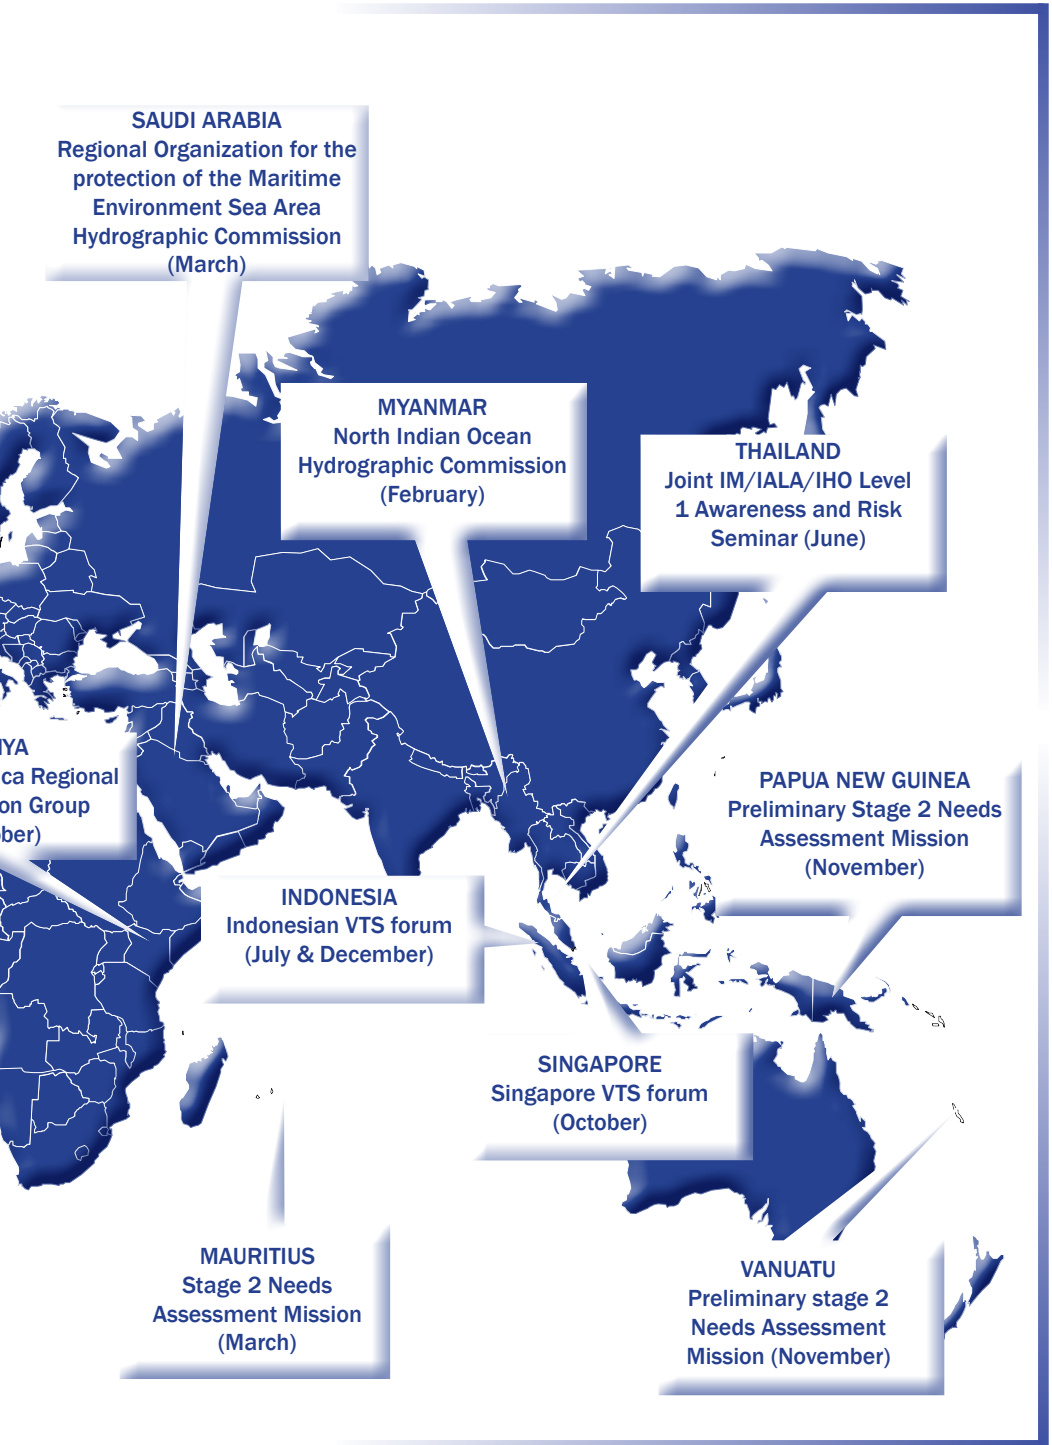 SAUDI ARABIA
Regional Organization for the
protection of the Maritime
Environment Sea Area
Hydrographic Commission
(March)
MYANMAR
North Indian Ocean
Hydrographic Commission
(February)
THAILAND
Joint IM/IALA/IHO Level
1 Awareness and Risk
Seminar (June)
YA
ca Regional
on Group
ber)
PAPUA NEW GUINEA
Preliminary Stage 2 Needs
Assessment Mission
(November)
INDONESIA
Indonesian VTS forum
(July & December)
SINGAPORE
Singapore VTS forum
(October)
MAURITIUS
Stage 2 Needs
Assessment Mission
(March)
VANUATU
Preliminary stage 2
Needs Assessment
Mission (November)